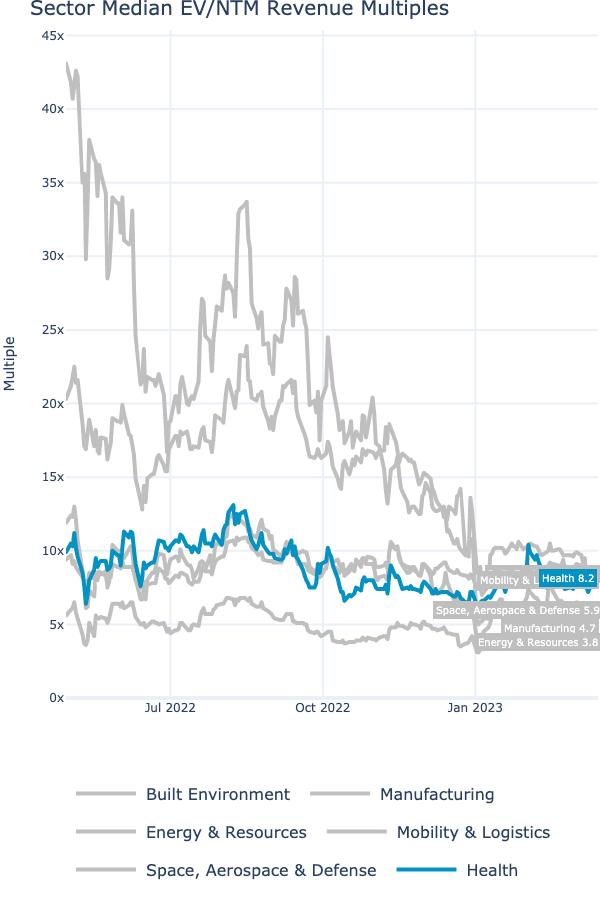 Sector Median EV/NTM Revenue Multiples
45x
40x
35x
30x
25x
20x
15x
10x
5x
0x
Multiple
Mobility & L
Health 8.2
Space, Aerospace & Defense 5.9
Manufacturing 4.7
Energy & Resources 3.8
Jul 2022
Oct 2022
Jan 2023
Built Environment
Manufacturing
Energy & Resources
Mobility & Logistics
Space, Aerospace & Defense
Health